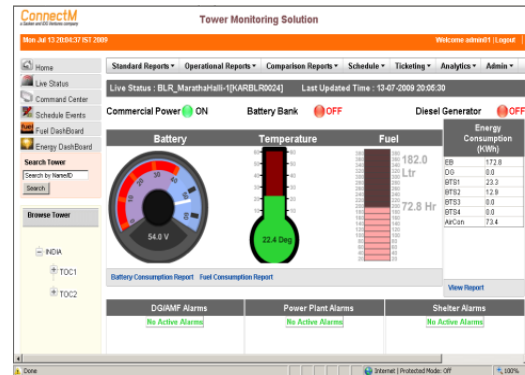 ConnectM
Tower Monitoring Solution
Mon Jul 13 20:04:37 IST 2009
Welcome admin01 | Logout
Home
Live Status
Command Center
Schedule Events
Fuel DashBoard
Energy DashBoard
Search Tower
Search by Name/ID
Search
Browse Tower
INDIA
TOC1
TOC2
Standard Reports
Operational Reports
Comparison Reports
Schedule
Ticketing
Analytics
Admin
Live Status : BLR_MarathaHalli-1[KARBLR0024]
Last Updated Time : 13-07-2009 20:05:30
Commercial Power ON
Battery Bank OFF
Diesel Generator OFF
Battery
54.0 V
Temperature
22.4 Deg
Fuel
182.0
Ltr
72.8 Hr
Energy
Consumption
(KWh)
EB 172.8
DG 0.0
BTS1 23.3
BTS2 12.9
BTS3 0.0
BTS4 0.0
AirCon 73.4
View Report
Battery Consumption Report Fuel Consumption Report
DG/AMF Alarms
No Active Alarms
Power Plant Alarms
No Active Alarms
Shelter Alarms
No Active Alarms
Done
Internet | Protected Mode: Off
100%